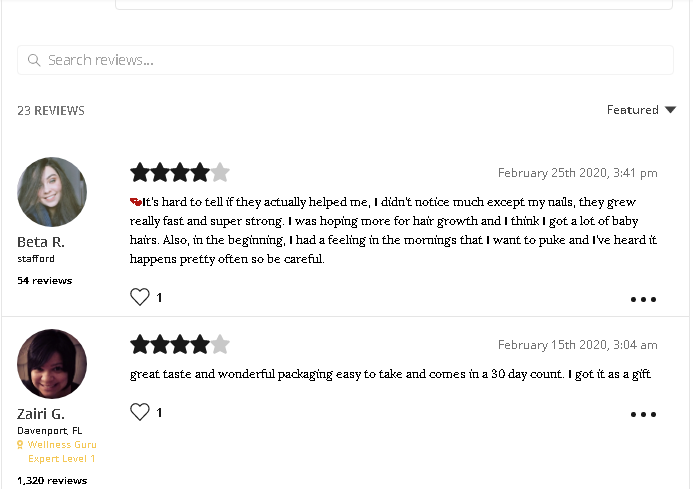 Search reviews...
23 REVIEWS
Featured
February 25th 2020, 3:41 pm
It's hard to tell if they actually helped me, I didn't notice much except my nails, they grew
really fast and super strong. I was hoping more for hair growth and I think I got a lot of baby
hairs. Also, in the beginning, I had a feeling in the mornings that I want to puke and I've heard it
happens pretty often so be careful.
Beta R.
stafford
54 reviews
1
February 15th 2020, 3:04 am
great taste and wonderful packaging easy to take and comes in a 30 day count. I got it as a gift
Zairi G.
Davenport, FL
Wellness Guru
Expert Level 1
1,320 reviews
1